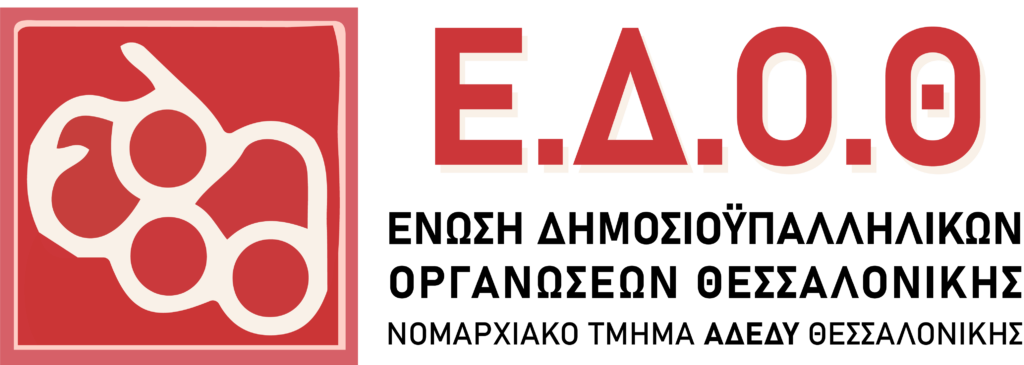 Ε.Δ.Ο.Θ
ΕΝΩΣΗ ΔΗΜΟΣΙΟΫΠΑΛΛΗΛΙΚΩΝ
ΟΡΓΑΝΩΣΕΩΝ ΘΕΣΣΑΛΟΝΙΚΗΣ
ΝΟΜΑΡΧΙΑΚΟ ΤΜΗΜΑ ΑΔΕΔΥ ΘΕΣΣΑΛΟΝΙΚΗΣ